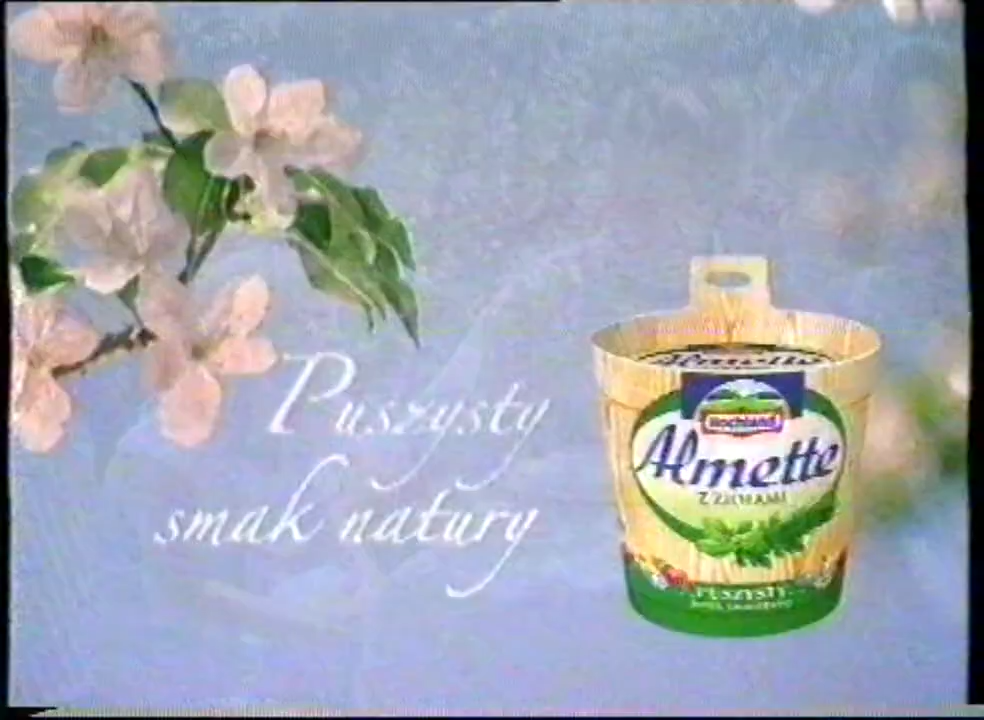 Puszysty
smak natury
Almette
Hochland
Almette
Z ZIOŁAMI
PUSZYSTY